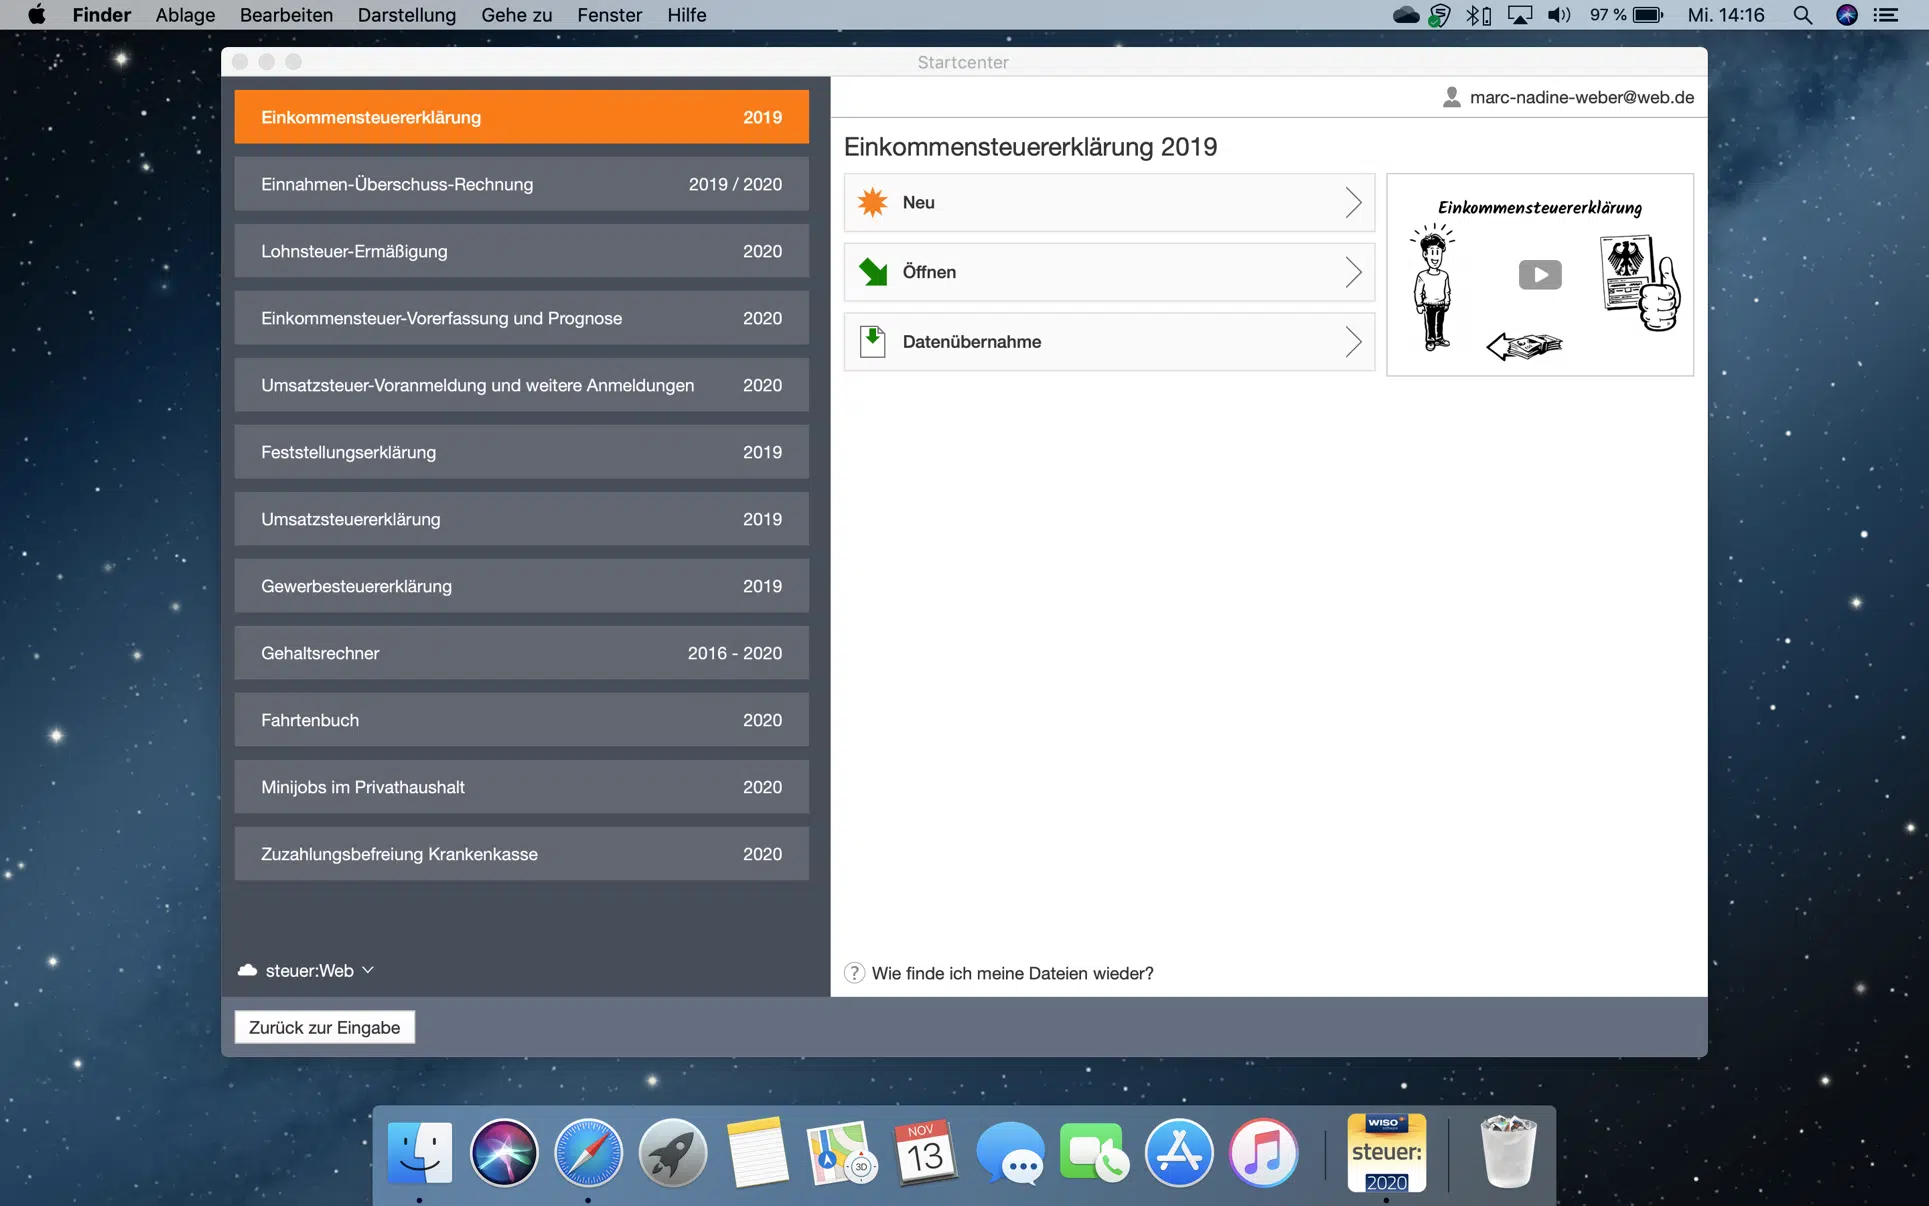 Finder Ablage Bearbeiten Darstellung Gehe zu Fenster Hilfe 97 % Mi. 14:16
Startcenter
marc-nadine-weber@web.de
Einkommensteuererklärung 2019
Einnahmen-Überschuss-Rechnung 2019 / 2020
Lohnsteuer-Ermäßigung 2020
Einkommensteuer-Vorerfassung und Prognose 2020
Umsatzsteuer-Voranmeldung und weitere Anmeldungen 2020
Feststellungserklärung 2019
Umsatzsteuererklärung 2019
Gewerbesteuererklärung 2019
Gehaltsrechner 2016 - 2020
Fahrtenbuch 2020
Minijobs im Privathaushalt 2020
Zuzahlungsbefreiung Krankenkasse 2020
steuer:Web
Zurück zur Eingabe
Einkommensteuererklärung 2019
Neu
Öffnen
Datenübernahme
Einkommensteuererklärung
? Wie finde ich meine Dateien wieder?
3D
NOV
13
WISO
steuer:
2020